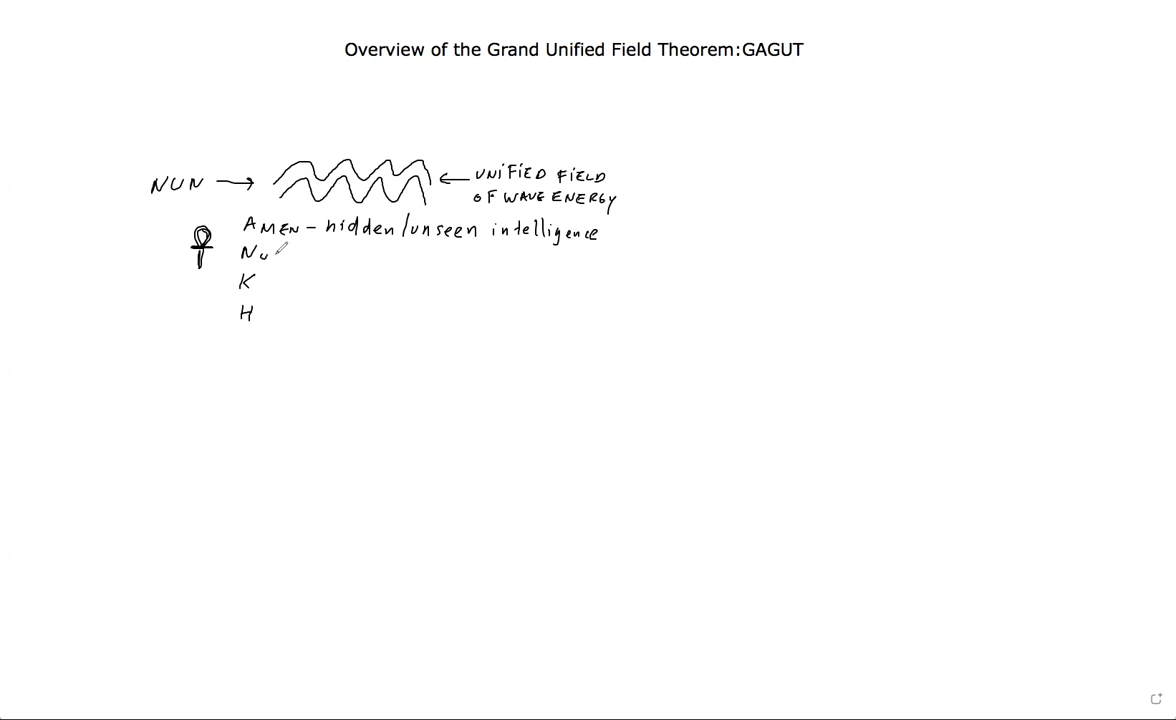 Overview of the Grand Unified Field Theorem:GAGUT
NUN
UNIFIED FIELD
OF WAVE ENERGY
AMEN - hidden/unseen intelligence
NU
K
H